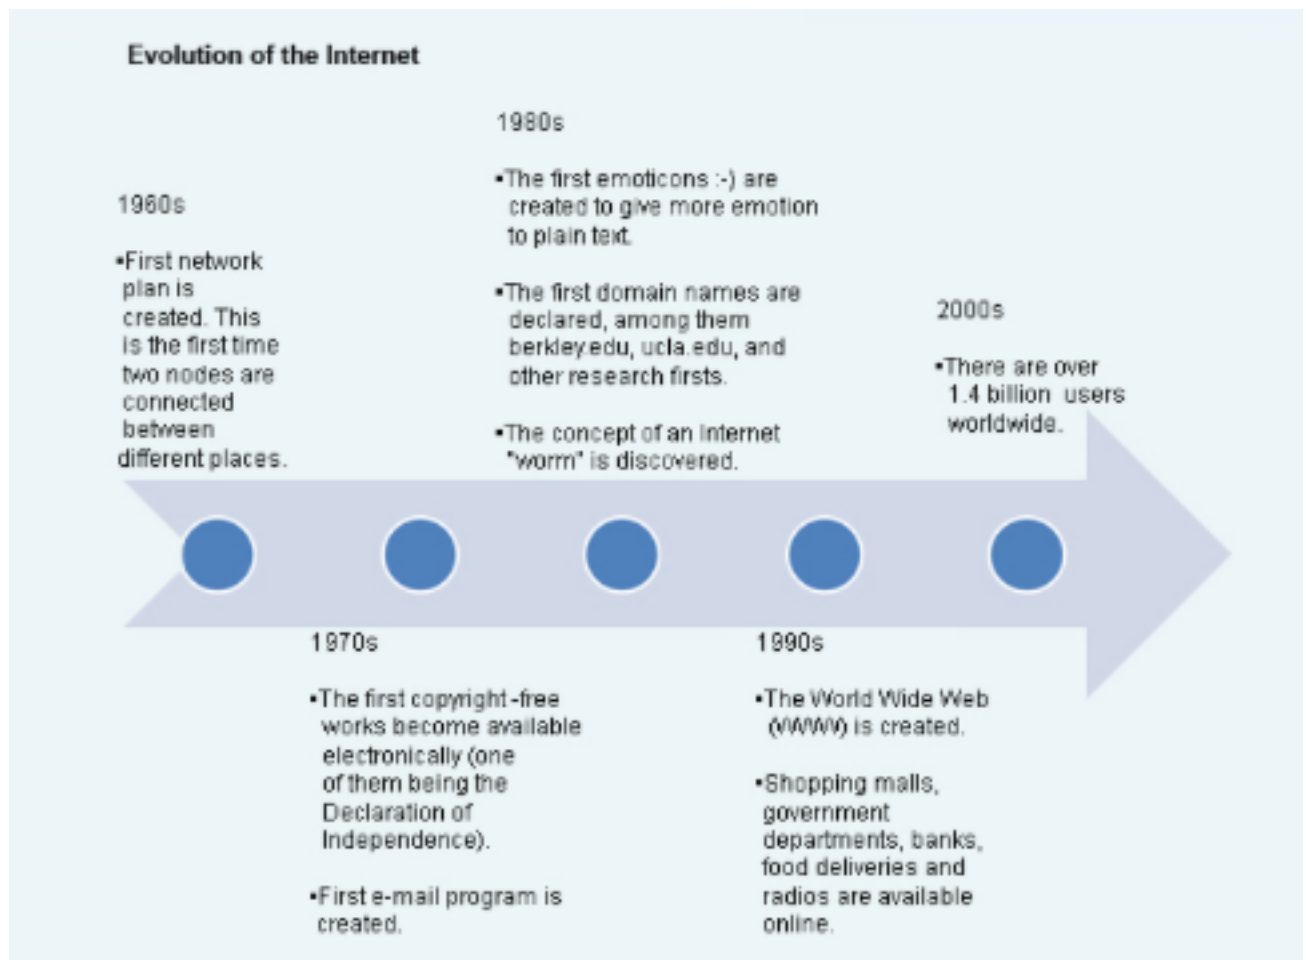 Evolution of the Internet
1960s
▪First network
plan is
created. This
is the first time
two nodes are
connected
between
different places.
1970s
▪The first copyright-free
works become available
electronically (one
of them being the
Declaration of
Independence).
▪First e-mail program is
created.
1980s
▪The first emoticons :-) are
created to give more emotion
to plain text.
▪The first domain names are
declared, among them
berkley.edu, ucla.edu, and
other research firsts.
▪The concept of an Internet
"worm" is discovered.
1990s
▪The World Wide Web
(WWW) is created.
▪Shopping malls,
government
departments, banks,
food deliveries and
radios are available
online.
2000s
▪There are over
1.4 billion users
worldwide.